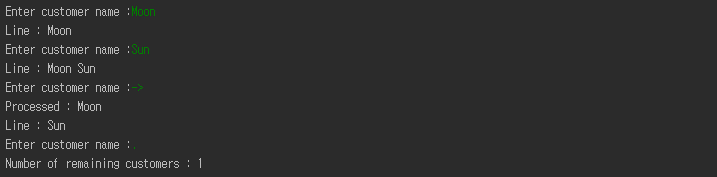 Enter customer name :Moon
Line : Moon
Enter customer name :Sun
Line : Moon Sun
Enter customer name :->
Processed : Moon
Line : Sun
Enter customer name :.
Number of remaining customers : 1